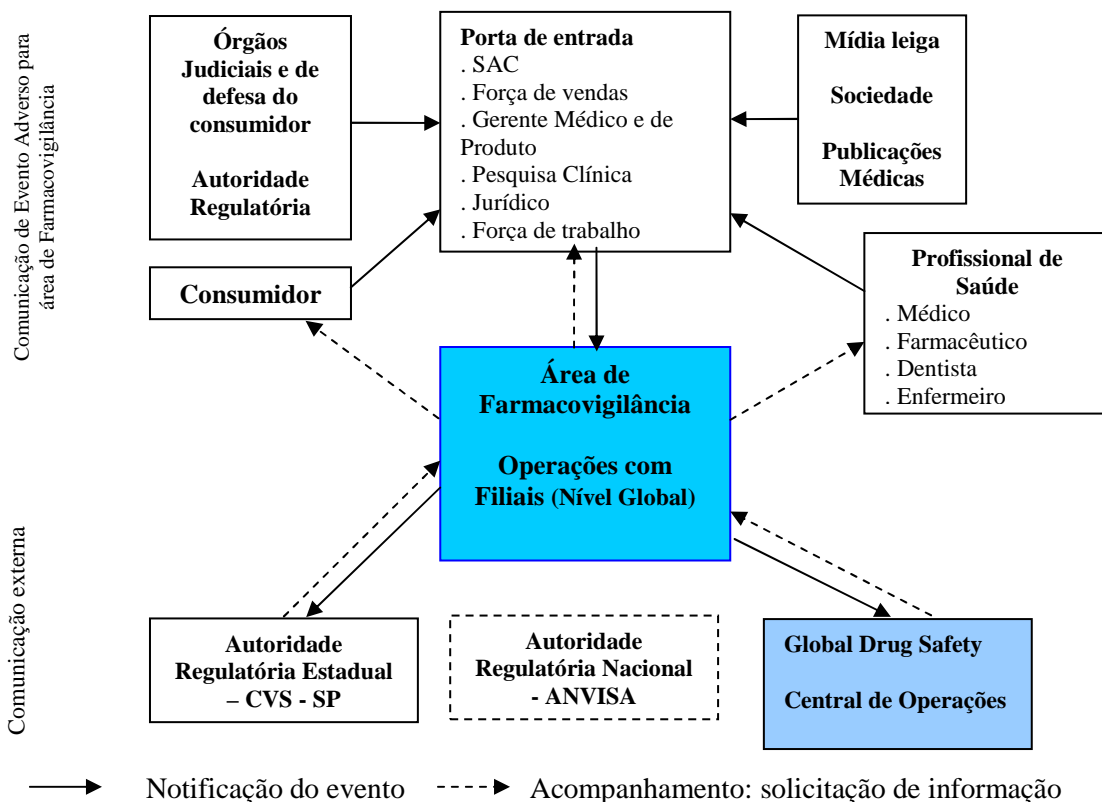 Comunicação de Evento Adverso para
área de Farmacovigilância
Órgãos
Judiciais e de
defesa do
consumidor
Autoridade
Regulatória
Porta de entrada
. SAC
. Força de vendas
. Gerente Médico e de
Produto
. Pesquisa Clínica
. Jurídico
. Força de trabalho
Mídia leiga
Sociedade
Publicações
Médicas
Consumidor
Profissional de
Saúde
. Médico
. Farmacêutico
. Dentista
. Enfermeiro
Área de
Farmacovigilância
Operações com
Filiais (Nível Global)
Comunicação externa
Autoridade
Regulatória Estadual
– CVS - SP
Autoridade
Regulatória Nacional
- ANVISA
Global Drug Safety
Central de Operações
Notificação do evento
Acompanhamento: solicitação de informação